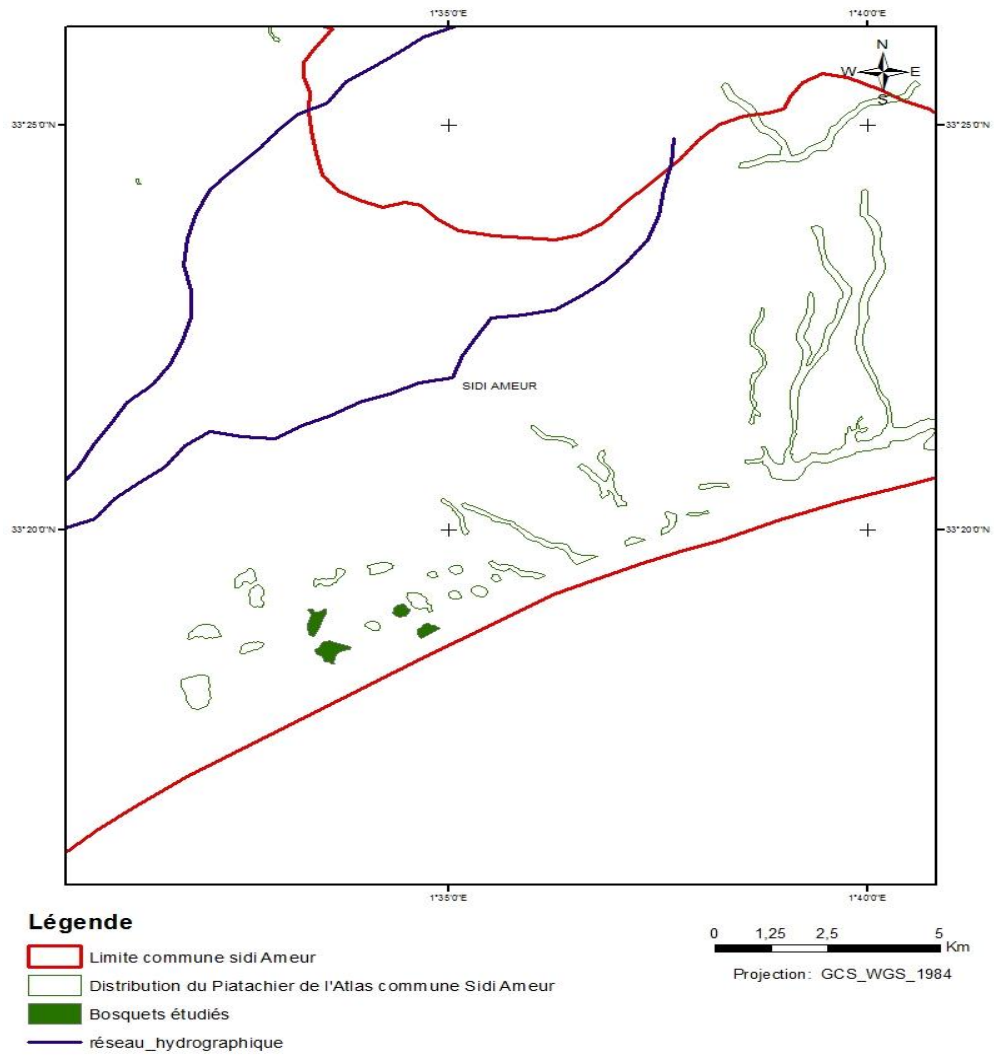 1°35'0"E
1°40'0"E
N
W
E
S
33°25'0"N
33°25'0"N
SIDI AMEUR
33°20'0"N
33°20'0"N
1°35'0"E
1°40'0"E
Légende
Limite commune sidi Ameur
Distribution du Piatachier de l'Atlas commune Sidi Ameur
Bosquets étudiés
réseau_hydrographique
0 1,25 2,5 5
Km
Projection: GCS_WGS_1984